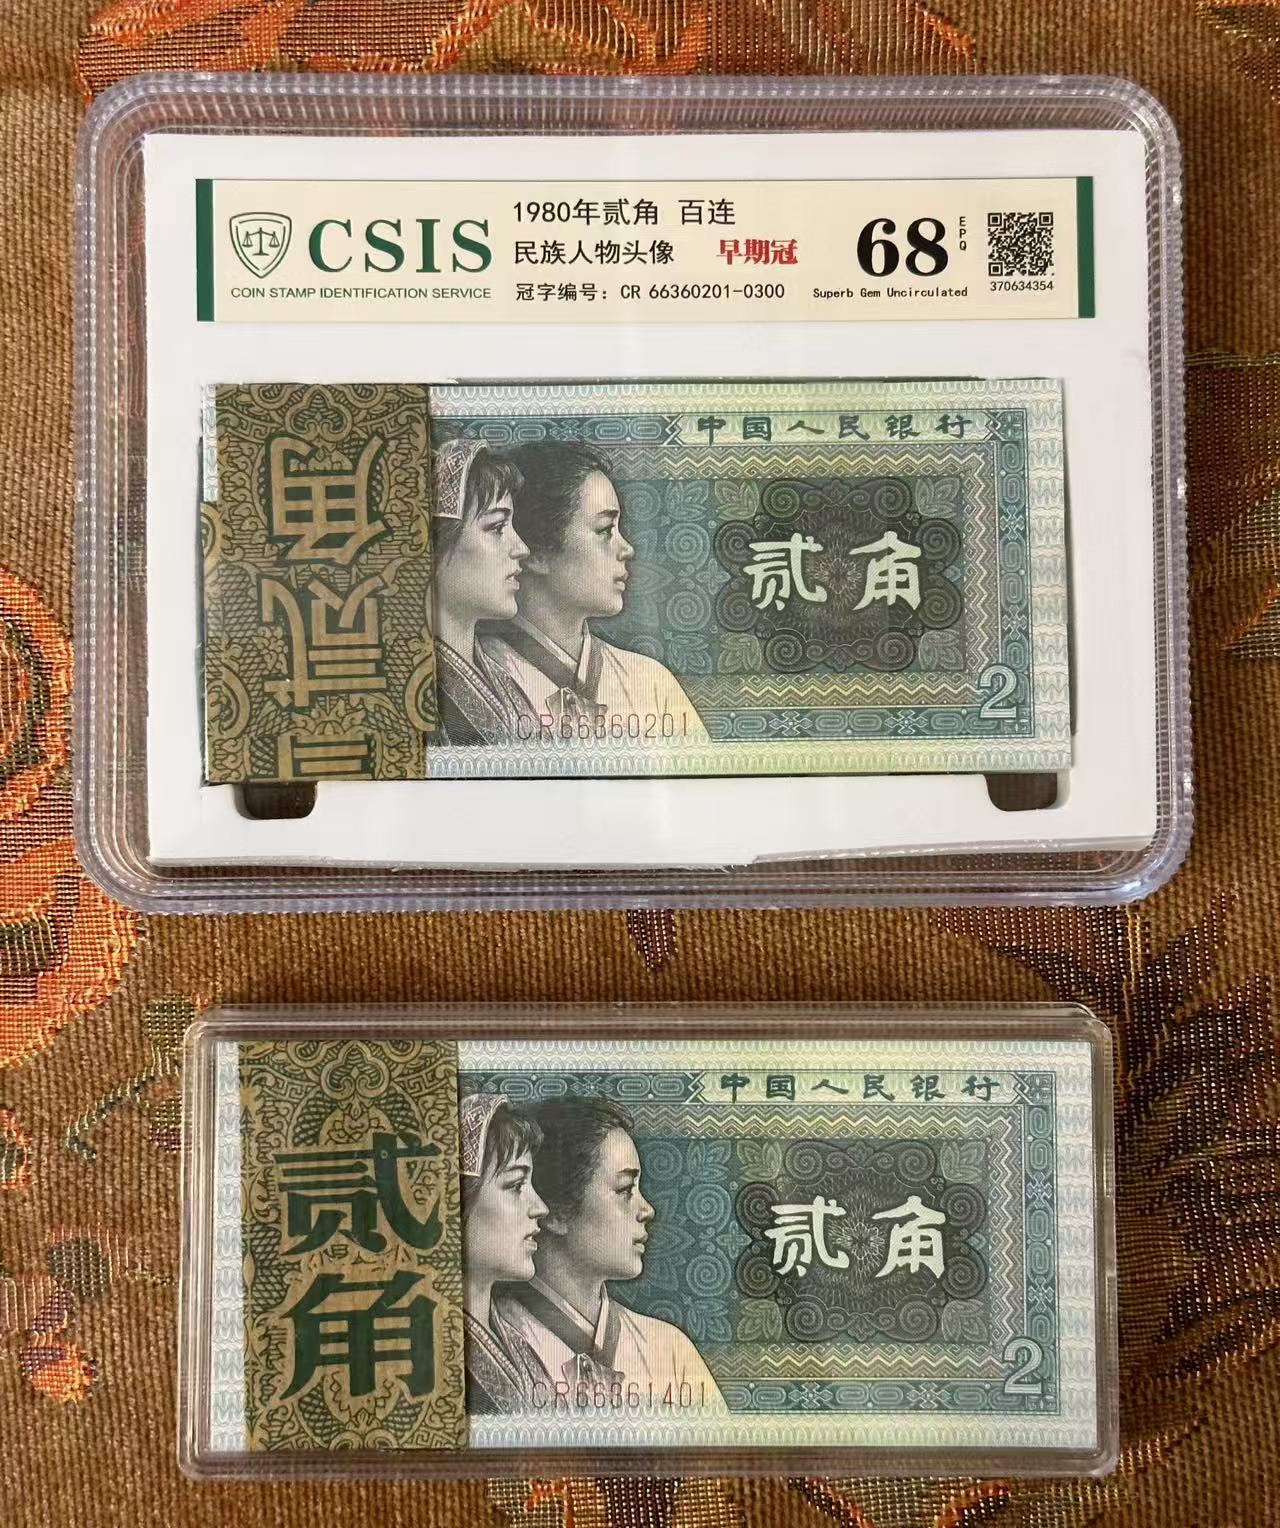 CSIS
COIN STAMP IDENTIFICATION SERVICE
1980年贰角 百连
民族人物头像 早期冠
冠字编号：CR 66360201-0300
68
EPQ
Superb Gem Uncirculated
370634354
贰角
中国人民银行
贰角
2
CR66360201
贰角
中国人民银行
贰角
2
CR66361401